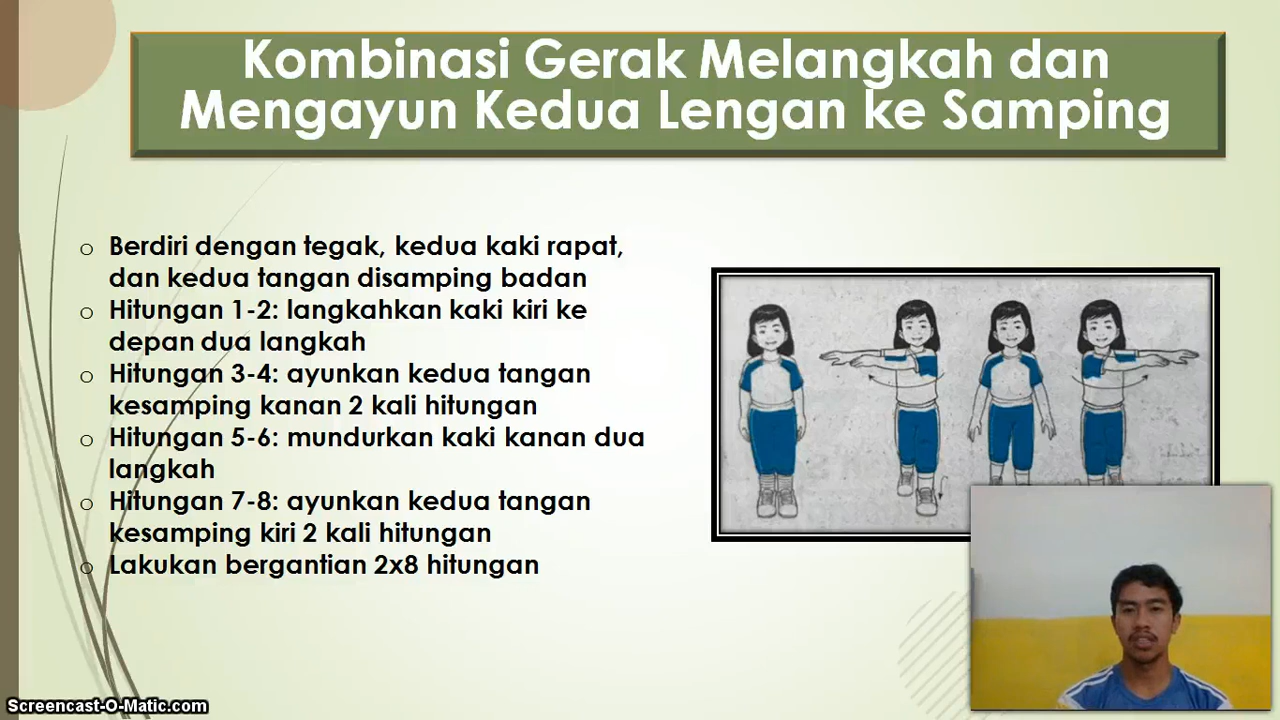 Kombinasi Gerak Melangkah dan
Mengayun Kedua Lengan ke Samping
o Berdiri dengan tegak, kedua kaki rapat,
dan kedua tangan disamping badan
o Hitungan 1-2: langkahkan kaki kiri ke
depan dua langkah
o Hitungan 3-4: ayunkan kedua tangan
kesamping kanan 2 kali hitungan
o Hitungan 5-6: mundurkan kaki kanan dua
langkah
o Hitungan 7-8: ayunkan kedua tangan
kesamping kiri 2 kali hitungan
o Lakukan bergantian 2x8 hitungan
Screencast-O-Matic.com